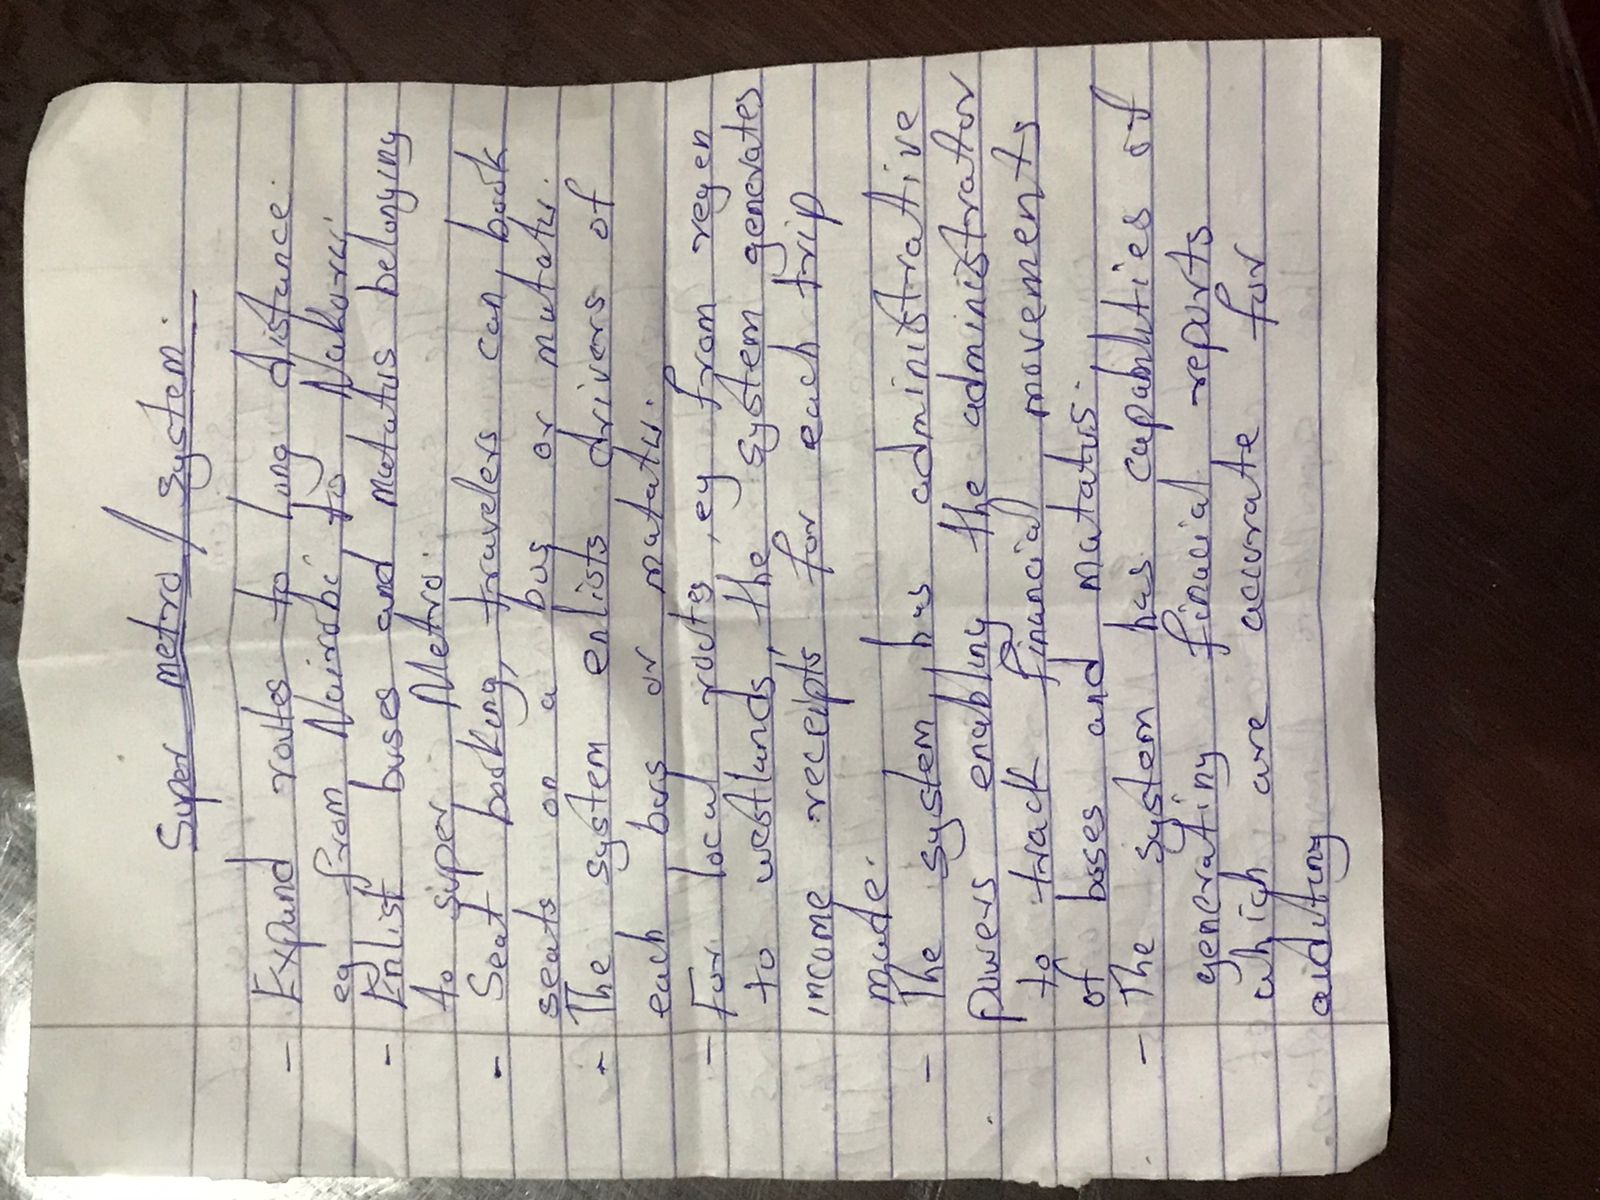 Super metro / system.
- Expand routes to long distance.
eg from Nairobi to Nakuru.
- Enlist buses and matatus belonging
to super Metro.
- Seat booking, travelers can book
seats on a bus or matatu.
- The system enlists drivers of
each bus or matatu.
- For local routes, eg from regen
to westlands, the system generates
income receipts for each trip
made.
- The system has administrative
powers enabling the administrator
to track financial movements
of buses and matatus.
- The system has capabilities of
generating financial reports
which are accurate for
auditing